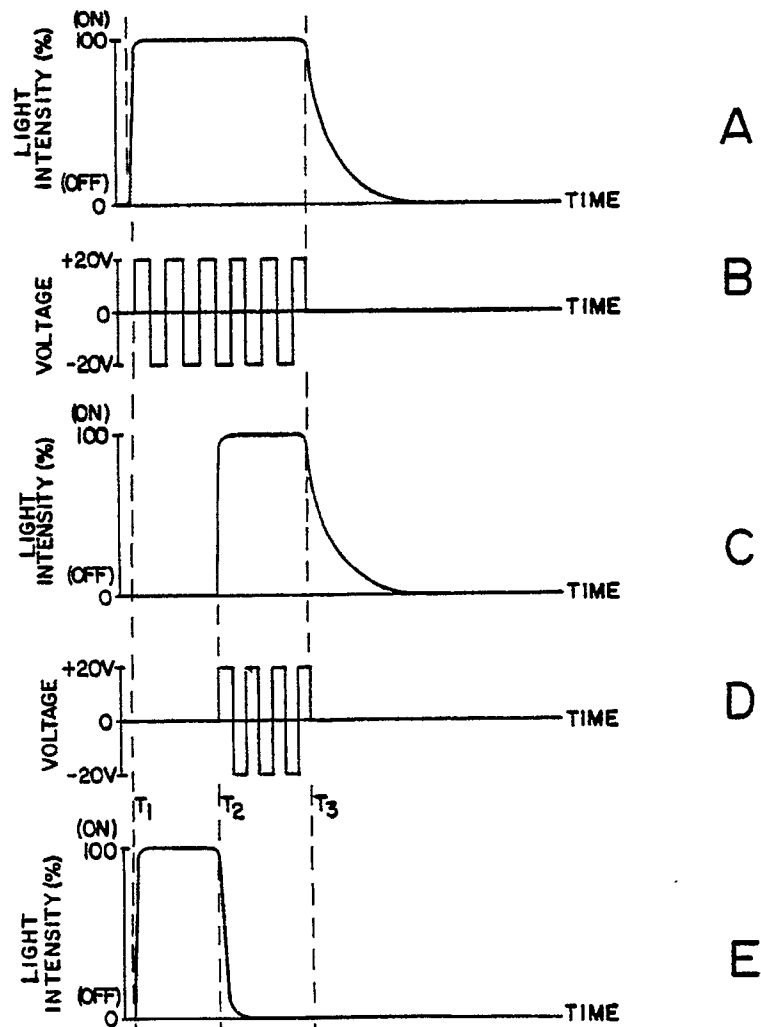 (ON)
100
LIGHT
INTENSITY (%)
(OFF)
0
TIME
A
+20V
VOLTAGE
0
-20V
TIME
B
(ON)
100
LIGHT
INTENSITY (%)
(OFF)
0
TIME
C
+20V
VOLTAGE
0
-20V
TIME
D
T1
T2
T3
(ON)
100
LIGHT
INTENSITY (%)
(OFF)
0
TIME
E